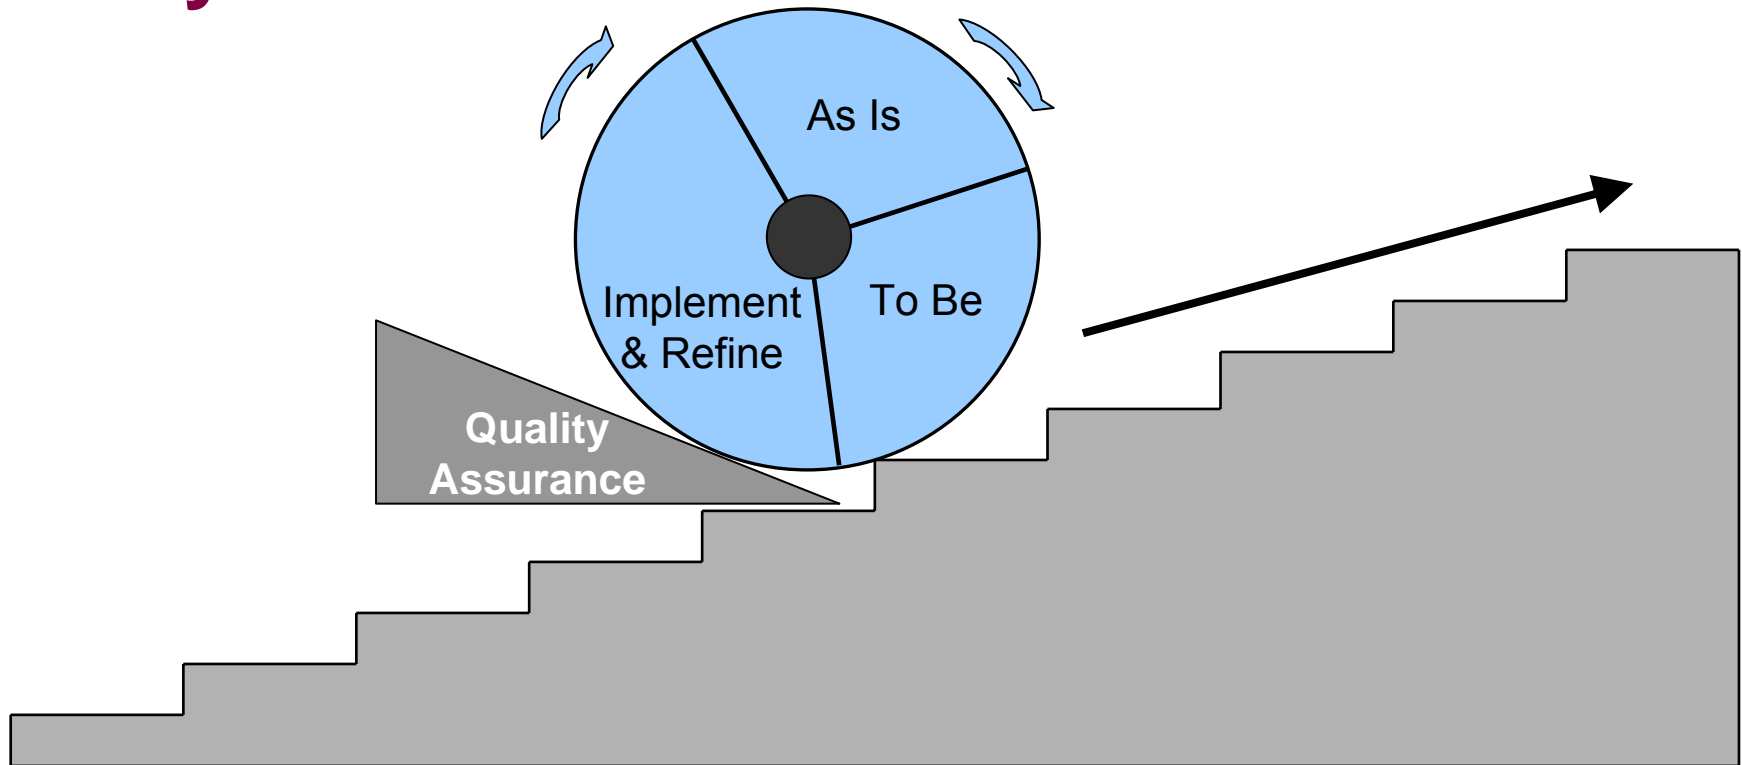 As Is
To Be
Implement
& Refine
Quality
Assurance